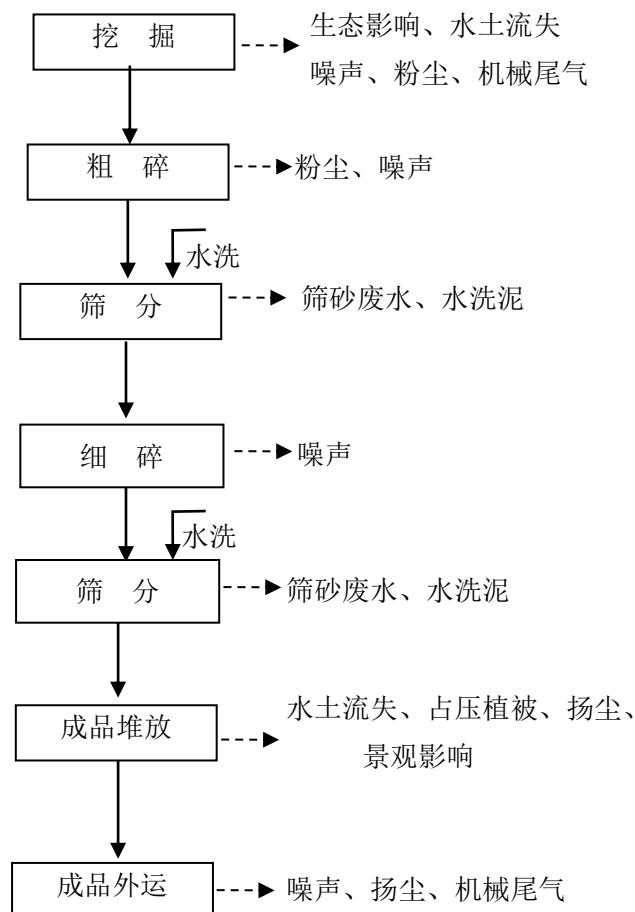 挖 掘
生态影响、水土流失
噪声、粉尘、机械尾气
粗 碎
粉尘、噪声
水洗
筛 分
筛砂废水、水洗泥
细 碎
噪声
水洗
筛 分
筛砂废水、水洗泥
成品堆放
水土流失、占压植被、扬尘、
景观影响
成品外运
噪声、扬尘、机械尾气